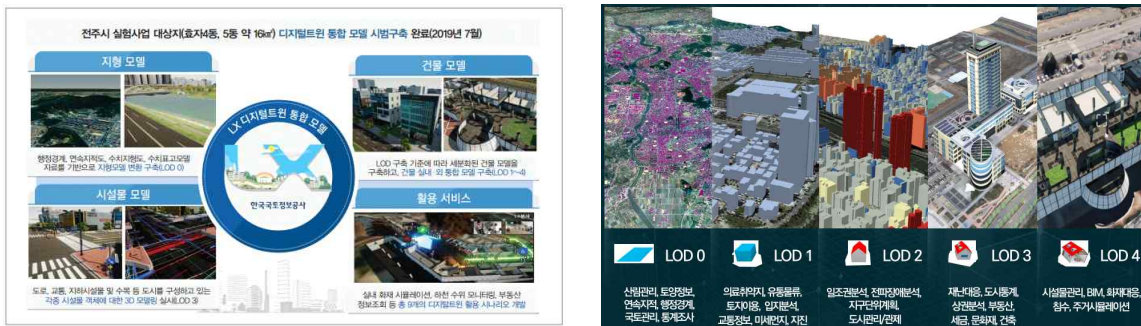 전주시 실험사업 대상지(효자4동, 5동 약 16㎢) 디지털트윈 통합 모델 시범구축 완료(2019년 7월)
지형 모델
행정경계, 연속지적도, 수치지형도, 수치표고모델
자료를 기반으로 지형모델 변환 구축(LOD 0)
건물 모델
LOD 구축 기준에 따라 세분화된 건물 모델을
구축하고, 건물 실내·외 통합 모델 구축(LOD 1~4)
LX 디지털트윈 통합 모델
LX
한국국토정보공사
시설물 모델
도로, 교통, 지하시설물 및 수목 등 도시를 구성하고 있는
각종 시설물 객체에 대한 3D 모델링 실시(LOD 3)
활용 서비스
실내 화재 시뮬레이션, 하천 수위 모니터링, 부동산
정보조회 등 총 9개의 디지털트윈 활용 시나리오 개발
LOD 0
산림관리, 토양정보,
연속지적, 행정경계,
국토관리, 통계조사
LOD 1
의료취약지, 유통물류,
토지이용, 입지분석,
교통정보, 미세먼지, 지진
LOD 2
일조권분석, 전파장애분석,
지구단위계획,
도시관리/관제
LOD 3
재난대응, 도시통계,
상권분석, 부동산,
세금, 문화재, 건축
LOD 4
시설물관리, BIM, 화재대응,
침수, 주거시뮬레이션